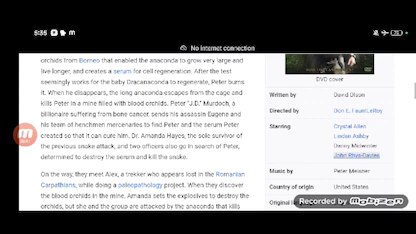 5:35
No internet connection
orchids from Borneo that enabled the anaconda to grow very large and
live longer, and creates a serum for cell regeneration. After the test
seemingly works for the baby Dracanaconda to regenerate, Peter burns
it. When he disappears, the long anaconda escapes from the cage and
kills Peter in a mine filled with blood orchids. Peter "J.D." Murdoch, a
billionaire suffering from bone cancer, sends his assassin Eugene and
his team of henchmen mercenaries to find Peter and the serum Peter
created so that it can cure him. Dr. Amanda Hayes, the sole survivor of
the previous snake attack, and two officers also go in search of Peter,
determined to destroy the serum and kill the snake.
On the way, they meet Alex, a trekker who appears lost in the Romanian
Carpathians, while doing a paleopathology project. When they discover
the blood orchids in the mine, Amanda sets the explosives to destroy the
orchids, but she and the group are attacked by the anaconda that kills
DVD cover
Written by David Olson
Directed by Don E. FauntLeRoy
Starring Crystal Allen
Linden Ashby
Danny Midwinter
John Rhys-Davies
Music by Peter Meisner
Country of origin United States
Original
Recorded by mobizen